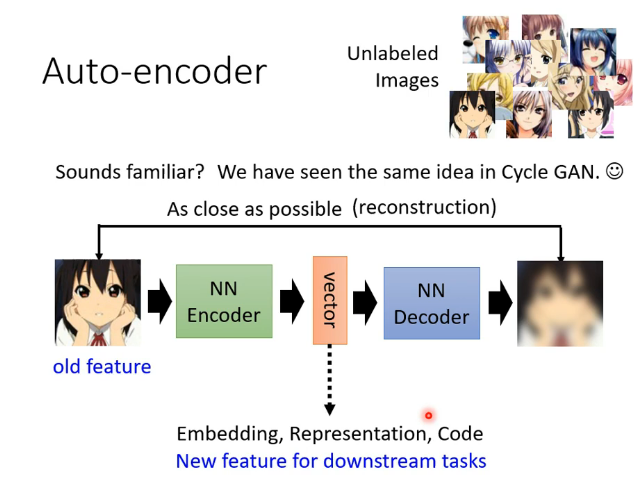 Auto-encoder
Unlabeled
Images
Sounds familiar? We have seen the same idea in Cycle GAN. ☺
As close as possible (reconstruction)
NN
Encoder
vector
NN
Decoder
old feature
Embedding, Representation, Code
New feature for downstream tasks